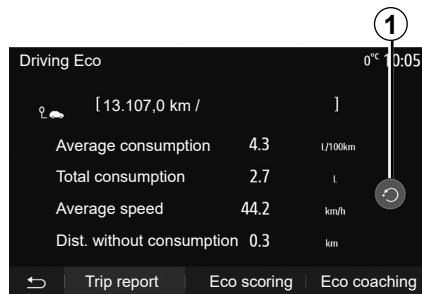 1
Driving Eco 0°C 10:05
[ 13.107,0 km / ]
Average consumption 4.3 L/100km
Total consumption 2.7 L
Average speed 44.2 km/h
Dist. without consumption 0.3 km
Trip report Eco scoring Eco coaching